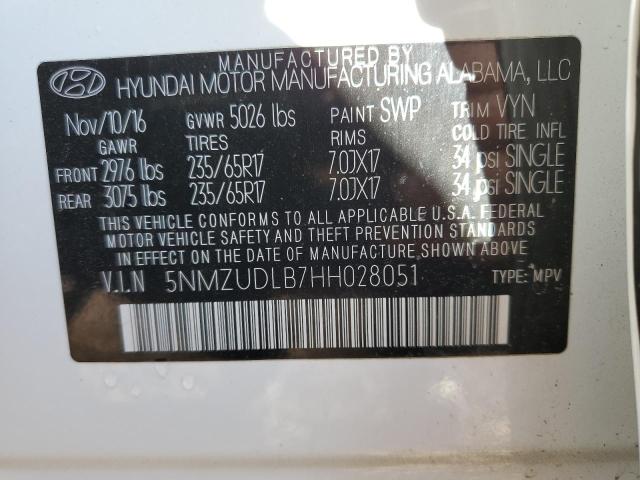 MANUFACTURED BY
HYUNDAI MOTOR MANUFACTURING ALABAMA, LLC
Nov/10/16 GVWR 5026 lbs PAINT SWP TRIM VYN
GAWR TIRES RIMS COLD TIRE INFL
FRONT 2976 lbs 235/65R17 7.0JX17 34 psi SINGLE
REAR 3075 lbs 235/65R17 7.0JX17 34 psi SINGLE
THIS VEHICLE CONFORMS TO ALL APPLICABLE U.S.A. FEDERAL
MOTOR VEHICLE SAFETY AND THEFT PREVENTION STANDARDS
IN EFFECT ON THE DATE OF MANUFACTURE SHOWN ABOVE.
V.I.N 5NMZUDLB7HH028051 TYPE: MPV